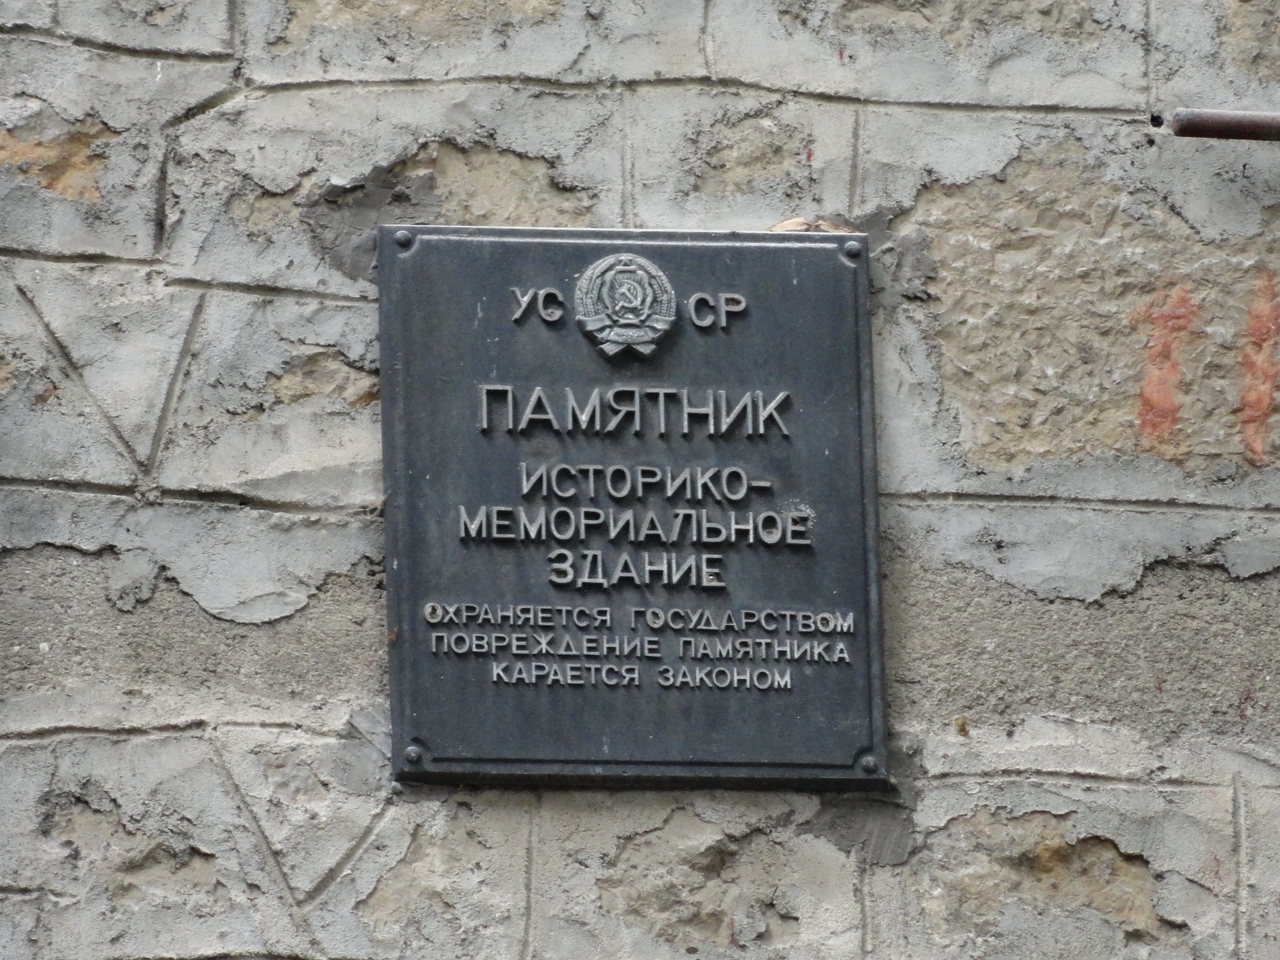 УС СР
ПАМЯТНИК
ИСТОРИКО-
МЕМОРИАЛЬНОЕ
ЗДАНИЕ
ОХРАНЯЕТСЯ ГОСУДАРСТВОМ
ПОВРЕЖДЕНИЕ ПАМЯТНИКА
КАРАЕТСЯ ЗАКОНОМ